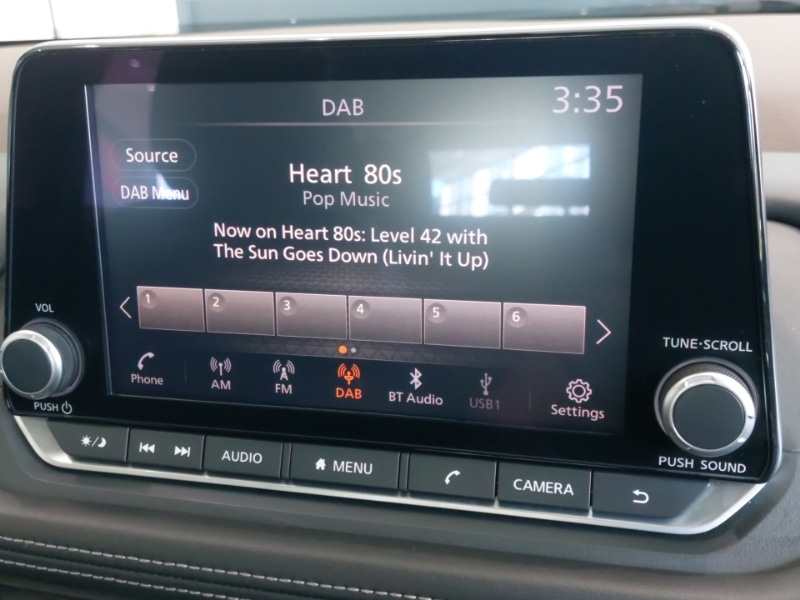 DAB
3:35
Source
DAB Menu
Heart 80s
Pop Music
Now on Heart 80s: Level 42 with
The Sun Goes Down (Livin' It Up)
1 2 3 4 5 6
Phone AM FM DAB BT Audio USB1 Settings
VOL
PUSH
TUNE·SCROLL
PUSH SOUND
AUDIO MENU CAMERA